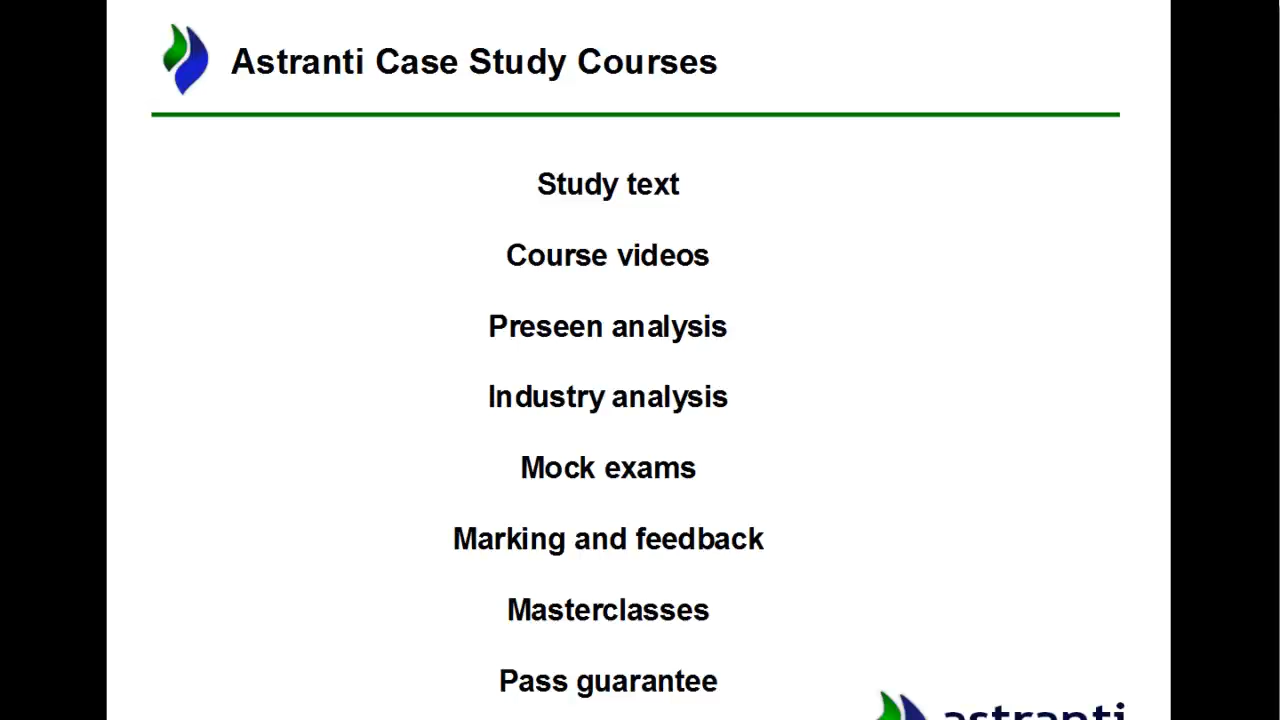 Astranti Case Study Courses
Study text
Course videos
Preseen analysis
Industry analysis
Mock exams
Marking and feedback
Masterclasses
Pass guarantee
astranti